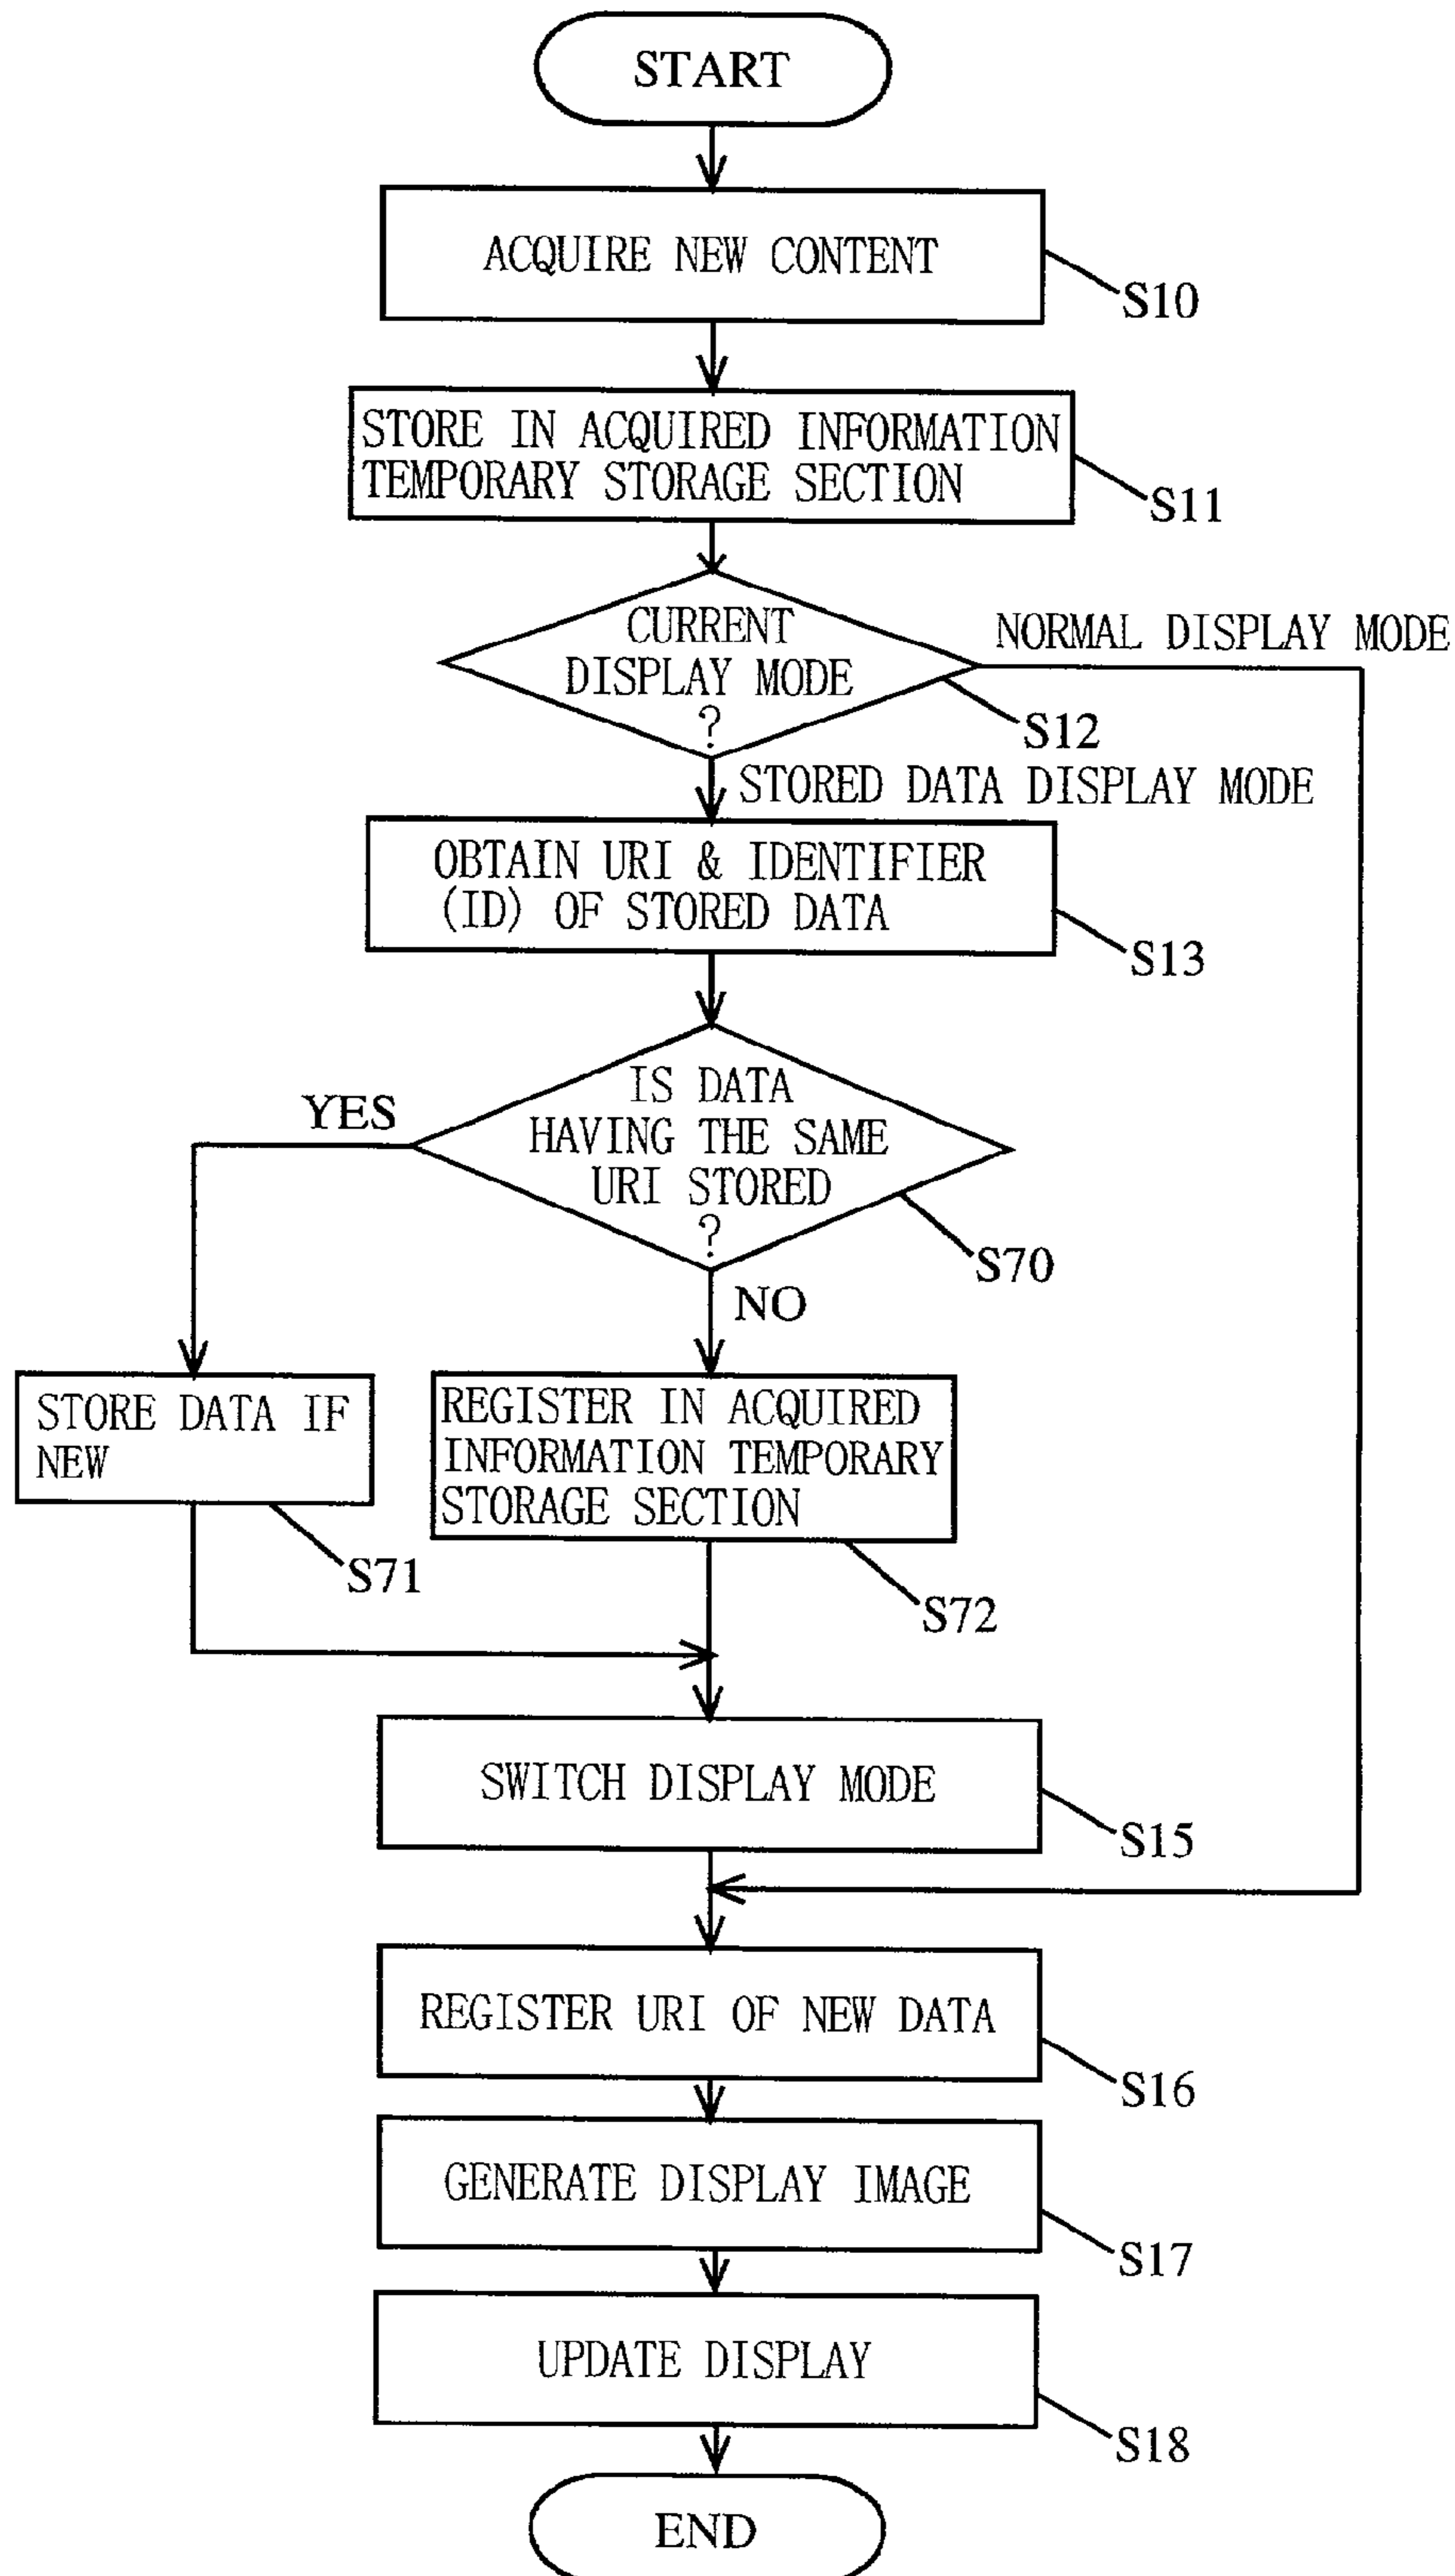 START
ACQUIRE NEW CONTENT
S10
STORE IN ACQUIRED INFORMATION
TEMPORARY STORAGE SECTION
S11
CURRENT
DISPLAY MODE
?
NORMAL DISPLAY MODE
S12
STORED DATA DISPLAY MODE
OBTAIN URI & IDENTIFIER
(ID) OF STORED DATA
S13
IS DATA
HAVING THE SAME
URI STORED
?
YES
S70
NO
STORE DATA IF
NEW
S71
REGISTER IN ACQUIRED
INFORMATION TEMPORARY
STORAGE SECTION
S72
SWITCH DISPLAY MODE
S15
REGISTER URI OF NEW DATA
S16
GENERATE DISPLAY IMAGE
S17
UPDATE DISPLAY
S18
END